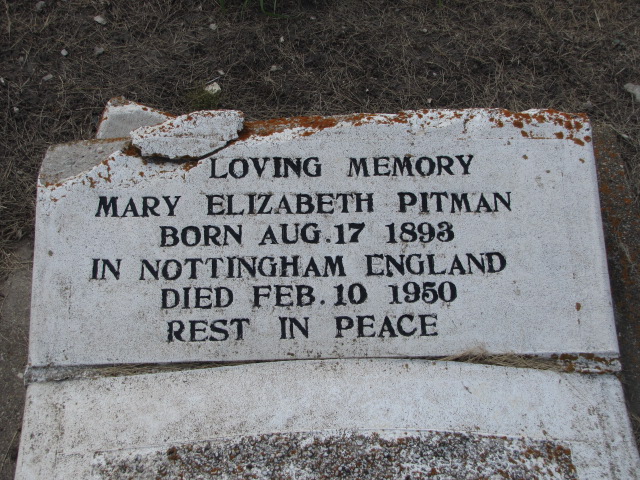 LOVING MEMORY
MARY ELIZABETH PITMAN
BORN AUG. 17 1893
IN NOTTINGHAM ENGLAND
DIED FEB. 10 1950
REST IN PEACE